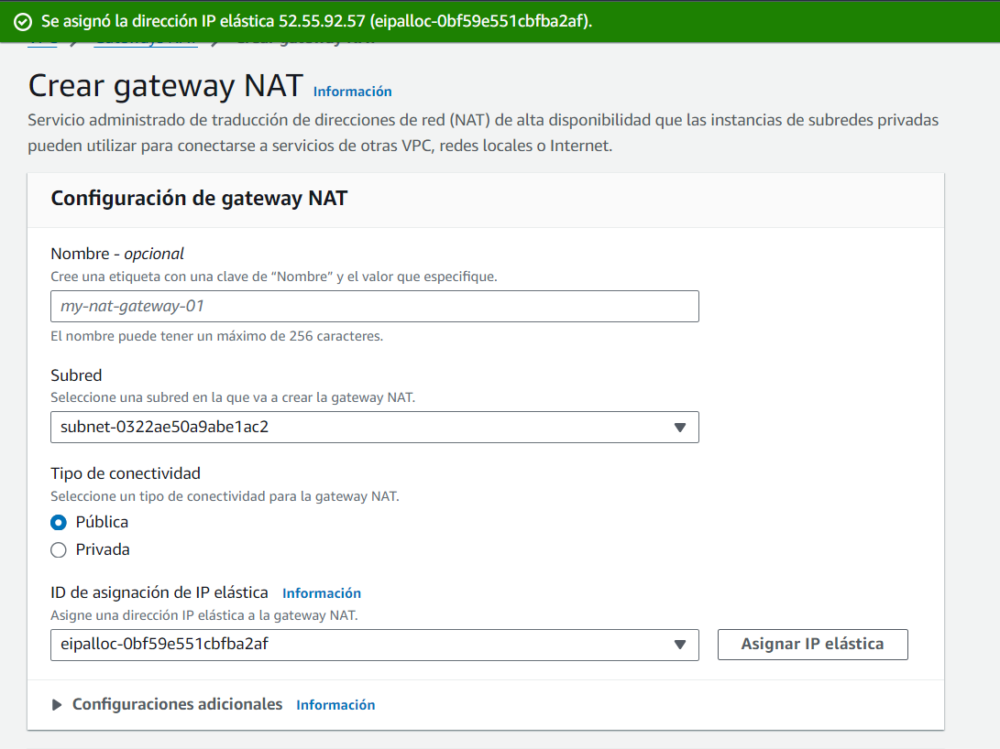 Se asignó la dirección IP elástica 52.55.92.57 (eipalloc-0bf59e551cbfba2af).
Crear gateway NAT Información
Servicio administrado de traducción de direcciones de red (NAT) de alta disponibilidad que las instancias de subredes privadas
pueden utilizar para conectarse a servicios de otras VPC, redes locales o Internet.
Configuración de gateway NAT
Nombre - opcional
Cree una etiqueta con una clave de “Nombre” y el valor que especifique.
my-nat-gateway-01
El nombre puede tener un máximo de 256 caracteres.
Subred
Seleccione una subred en la que va a crear la gateway NAT.
subnet-0322ae50a9abe1ac2
Tipo de conectividad
Seleccione un tipo de conectividad para la gateway NAT.
Pública
Privada
ID de asignación de IP elástica Información
Asigne una dirección IP elástica a la gateway NAT.
eipalloc-0bf59e551cbfba2af
Asignar IP elástica
Configuraciones adicionales Información